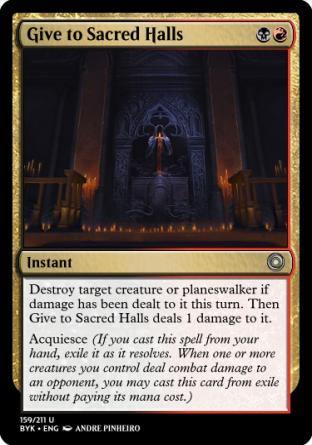 Give to Sacred Halls
Instant
Destroy target creature or planeswalker if
damage has been dealt to it this turn. Then
Give to Sacred Halls deals 1 damage to it.
Acquiesce (If you cast this spell from your
hand, exile it as it resolves. When one or more
creatures you control deal combat damage to
an opponent, you may cast this card from exile
without paying its mana cost.)
159/211 U
BYK • ENG ANDRE PINHEIRO